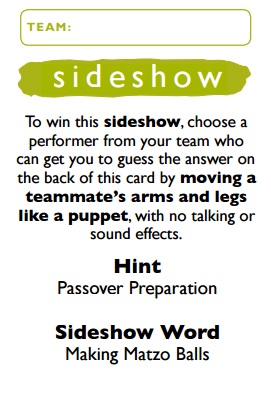 TEAM:
sideshow
To win this sideshow, choose a
performer from your team who
can get you to guess the answer on
the back of this card by moving a
teammate's arms and legs
like a puppet, with no talking or
sound effects.
Hint
Passover Preparation
Sideshow Word
Making Matzo Balls